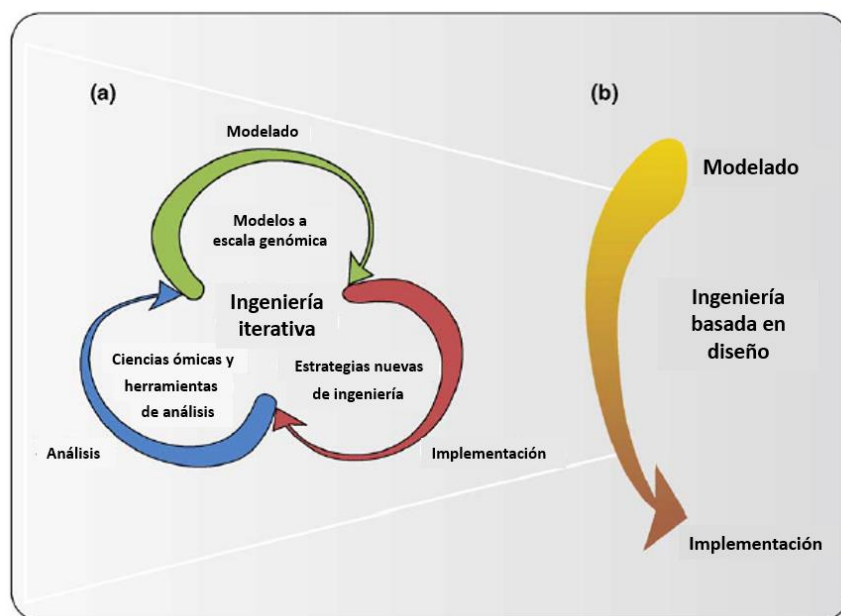 (a)
Modelado
Modelos a
escala genómica
Ingeniería
iterativa
Ciencias ómicas y
herramientas
de análisis
Estrategias nuevas
de ingeniería
Análisis
Implementación
(b)
Modelado
Ingeniería
basada en
diseño
Implementación